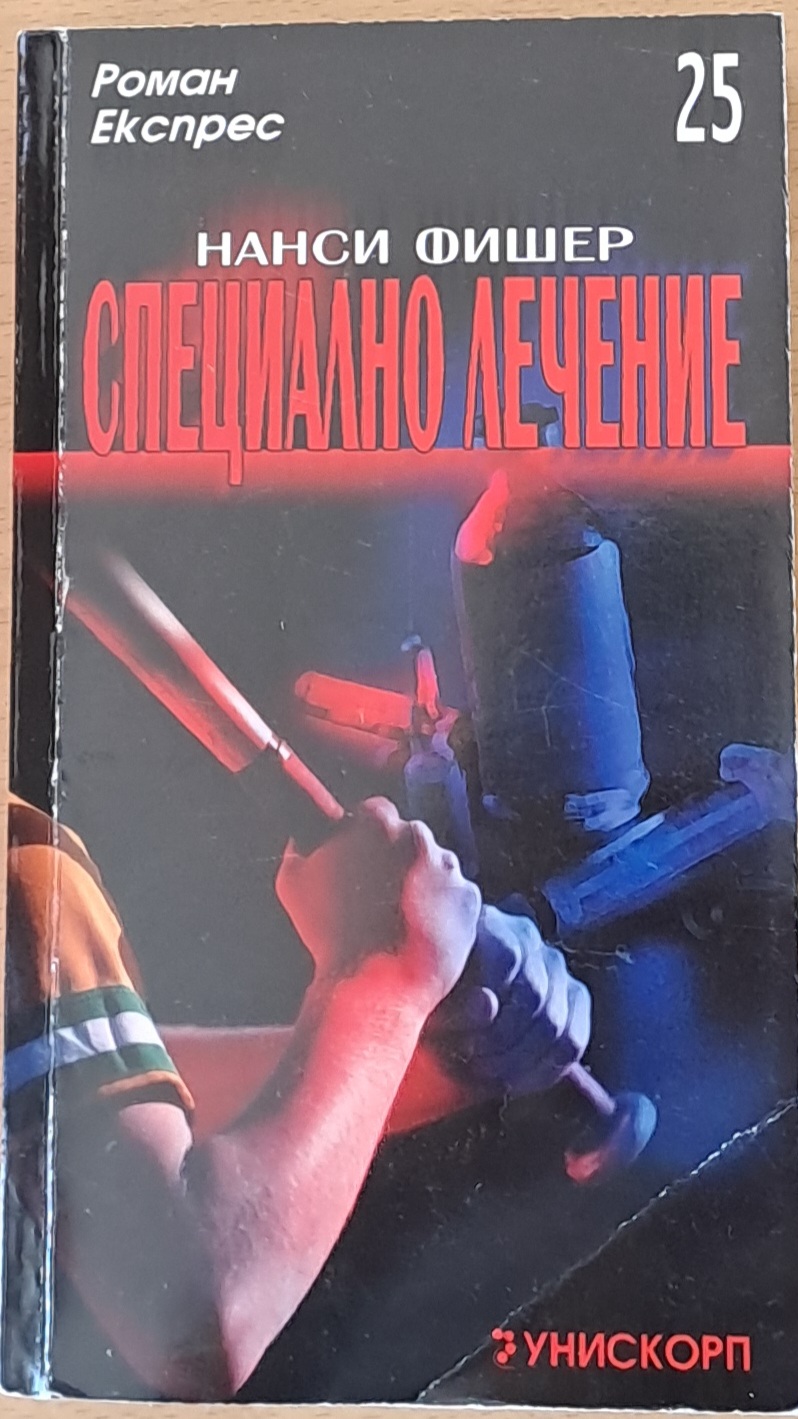 Роман
Експрес
25
НАНСИ ФИШЕР
СПЕЦИАЛНО ЛЕЧЕНИЕ
УНИСКОРП